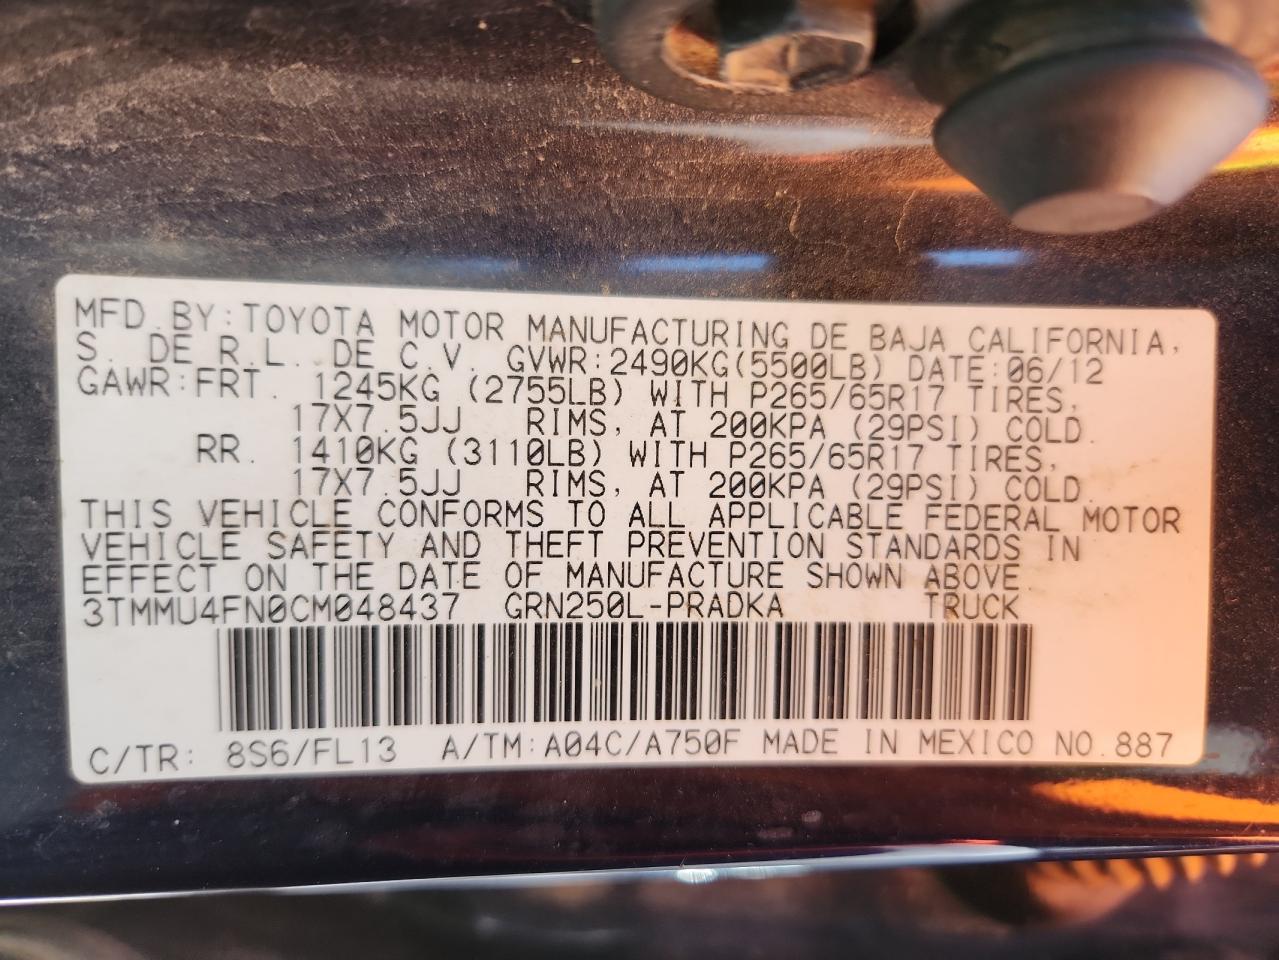 MFD.BY:TOYOTA MOTOR MANUFACTURING DE BAJA CALIFORNIA,
S. DE R.L. DE C.V. GVWR:2490KG(5500LB) DATE:06/12
GAWR:FRT. 1245KG (2755LB) WITH P265/65R17 TIRES,
17X7.5JJ RIMS, AT 200KPA (29PSI) COLD.
RR. 1410KG (3110LB) WITH P265/65R17 TIRES,
17X7.5JJ RIMS, AT 200KPA (29PSI) COLD.
THIS VEHICLE CONFORMS TO ALL APPLICABLE FEDERAL MOTOR
VEHICLE SAFETY AND THEFT PREVENTION STANDARDS IN
EFFECT ON THE DATE OF MANUFACTURE SHOWN ABOVE.
3TMMU4FN0CM048437 GRN250L-PRADKA TRUCK
C/TR: 8S6/FL13 A/TM:A04C/A750F MADE IN MEXICO NO.887